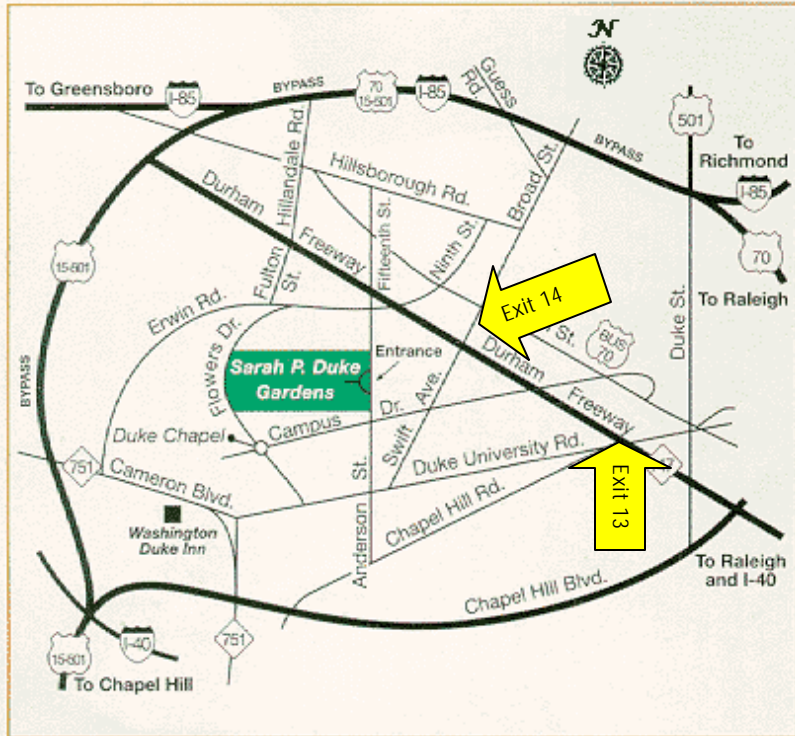 N
To Greensboro
I-85
BYPASS
70
15-501
I-85
Guess
Rd.
BYPASS
501
To
Richmond
I-85
70
To Raleigh
Hillandale Rd.
Hillsborough Rd.
Broad St.
Durham
Freeway
Fifteenth St.
Ninth St.
Fulton
St.
15-501
BYPASS
Erwin Rd.
Flowers Dr.
Exit 14
St.
BUS
70
Duke St.
Sarah P. Duke
Gardens
Entrance
Durham
Freeway
Campus
Dr.
Swift Ave.
Duke Chapel
Duke University Rd.
751
Cameron Blvd.
Anderson St.
Chapel Hill Rd.
Exit 13
Washington
Duke Inn
To Raleigh
and I-40
Chapel Hill Blvd.
751
I-40
15-501
To Chapel Hill